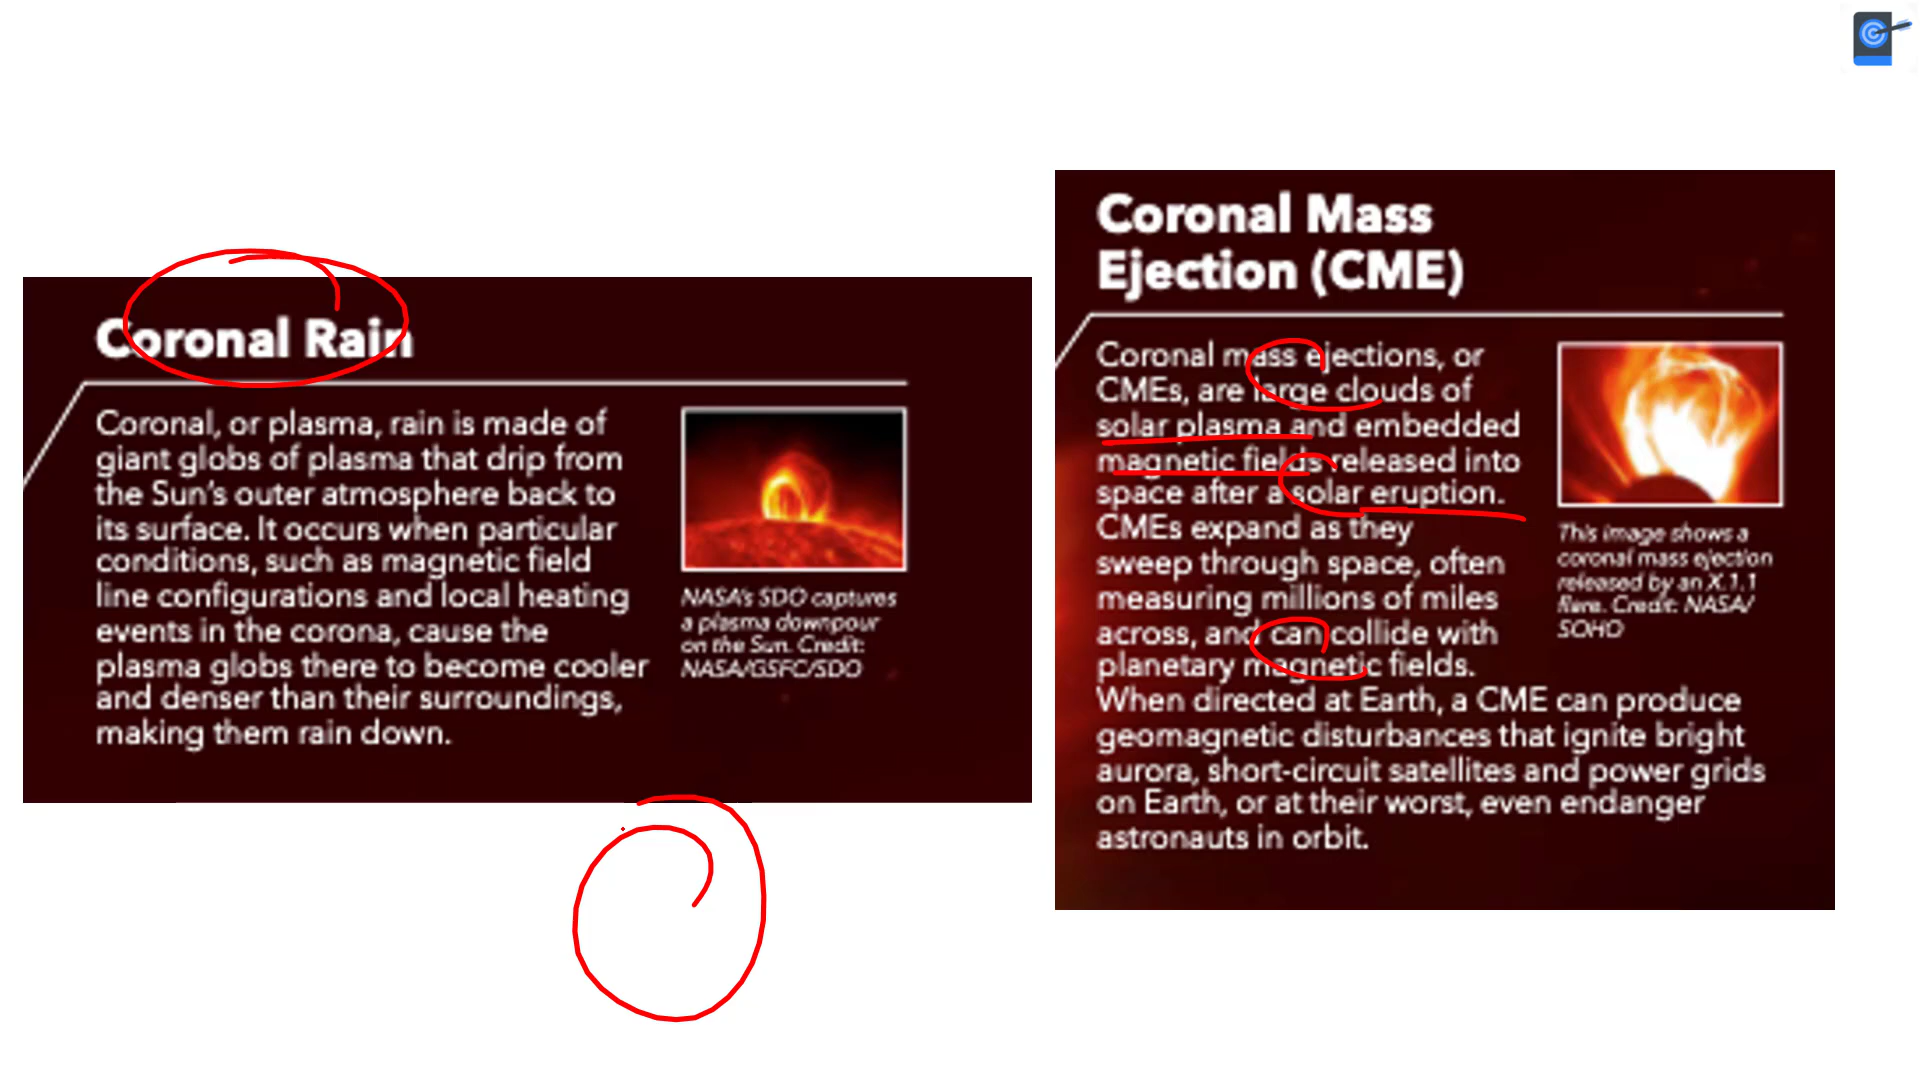 Coronal Rain
Coronal, or plasma, rain is made of
giant globs of plasma that drip from
the Sun's outer atmosphere back to
its surface. It occurs when particular
conditions, such as magnetic field
line configurations and local heating
events in the corona, cause the
plasma globs there to become cooler
and denser than their surroundings,
making them rain down.
NASA's SDO captures
a plasma downpour
on the Sun. Credit:
NASA/GSFC/SDO
Coronal Mass
Ejection (CME)
Coronal mass ejections, or
CMEs, are large clouds of
solar plasma and embedded
magnetic fields released into
space after a solar eruption.
CMEs expand as they
sweep through space, often
measuring millions of miles
across, and can collide with
planetary magnetic fields.
When directed at Earth, a CME can produce
geomagnetic disturbances that ignite bright
aurora, short-circuit satellites and power grids
on Earth, or at their worst, even endanger
astronauts in orbit.
This image shows a
coronal mass ejection
released by an X.1.1
flare. Credit: NASA/
SOHO